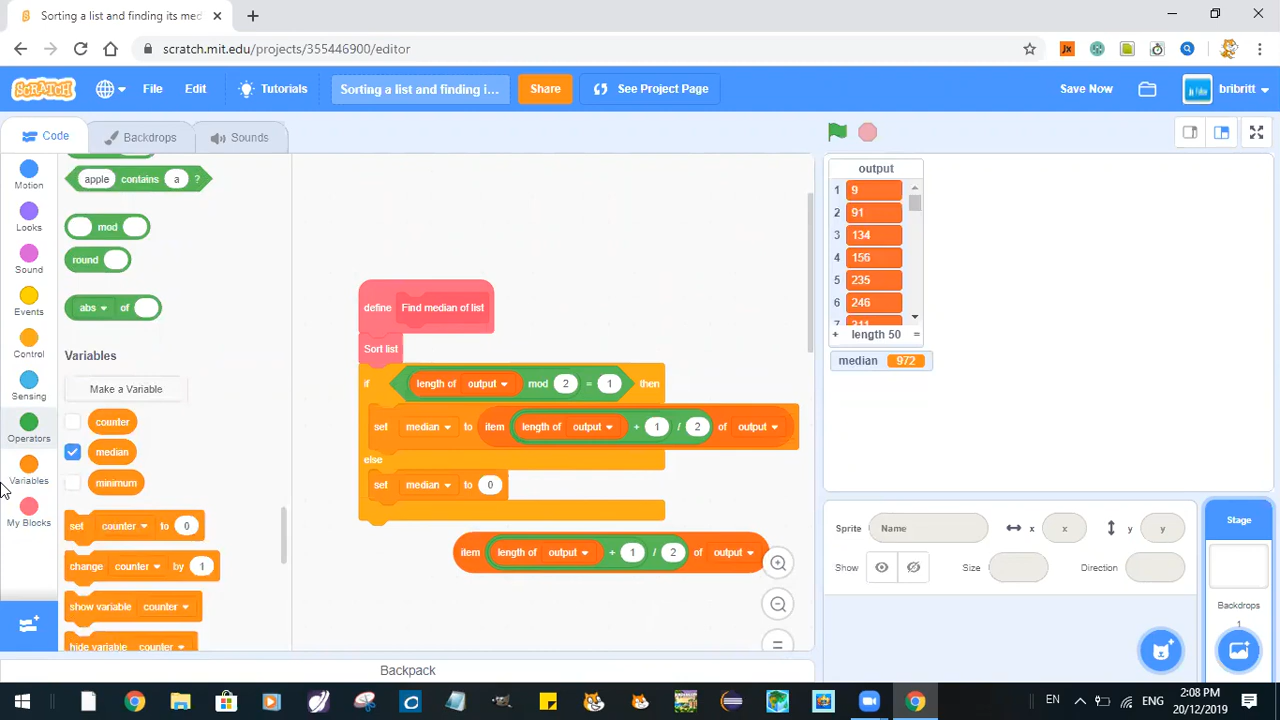 Sorting a list and finding its med
scratch.mit.edu/projects/355446900/editor
SCRATCH File Edit Tutorials Sorting a list and finding i... Share See Project Page Save Now bribritt
Code Backdrops Sounds
Motion
Looks
Sound
Events
Control
Sensing
Operators
Variables
My Blocks
apple contains a ?
mod
round
abs of
Variables
Make a Variable
counter
median
minimum
set counter to 0
change counter by 1
show variable counter
hide variable counter
define Find median of list
Sort list
if length of output mod 2 = 1 then
set median to item length of output + 1 / 2 of output
else
set median to 0
item length of output + 1 / 2 of output
output
1 9
2 91
3 134
4 156
5 235
6 246
7
+ length 50 =
median 972
Sprite Name x x y y
Show Size Direction
Stage
Backdrops
1
Backpack
EN ENG 2:08 PM
20/12/2019